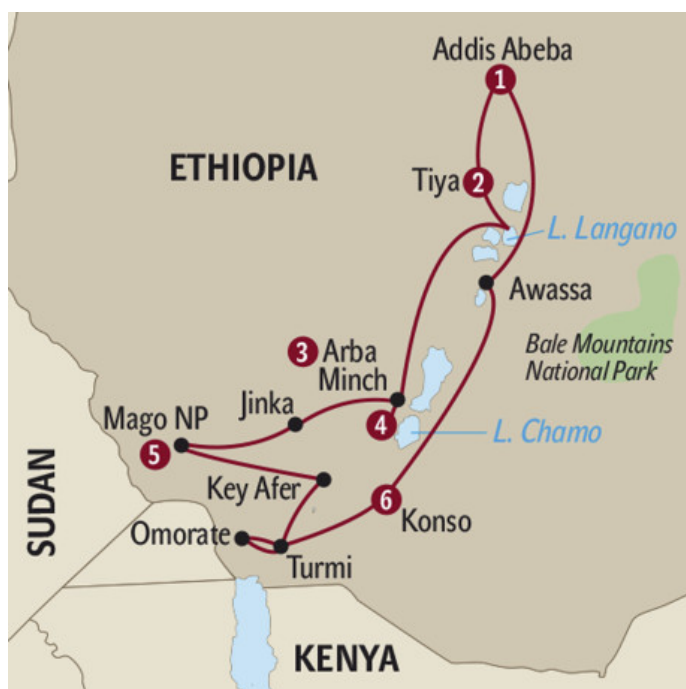 Addis Abeba
1
ETHIOPIA
Tiya 2
L. Langano
Awassa
Bale Mountains
National Park
3 Arba
Minch
Jinka
4
L. Chamo
Mago NP
5
Key Afer
6
Konso
Omorate
Turmi
SUDAN
KENYA